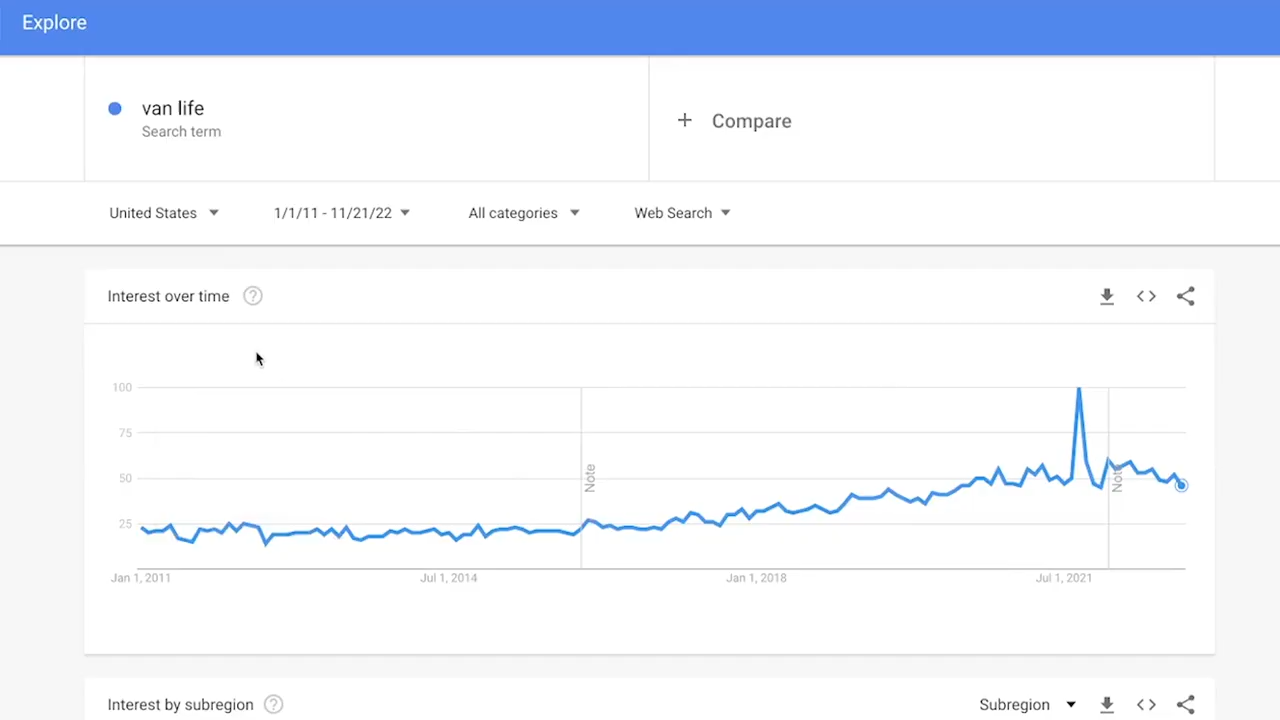 Explore
van life
Search term
+ Compare
United States
1/1/11 - 11/21/22
All categories
Web Search
Interest over time ?
100
75
50
25
Note
Note
Jan 1, 2011
Jul 1, 2014
Jan 1, 2018
Jul 1, 2021
Interest by subregion ?
Subregion